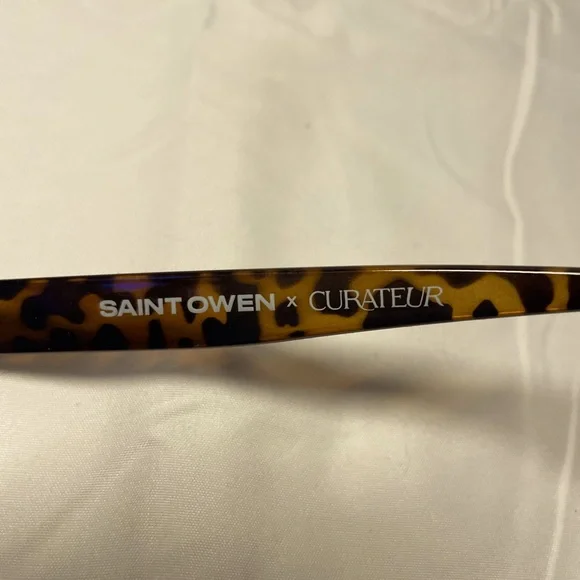 SAINT OWEN x CURATEUR